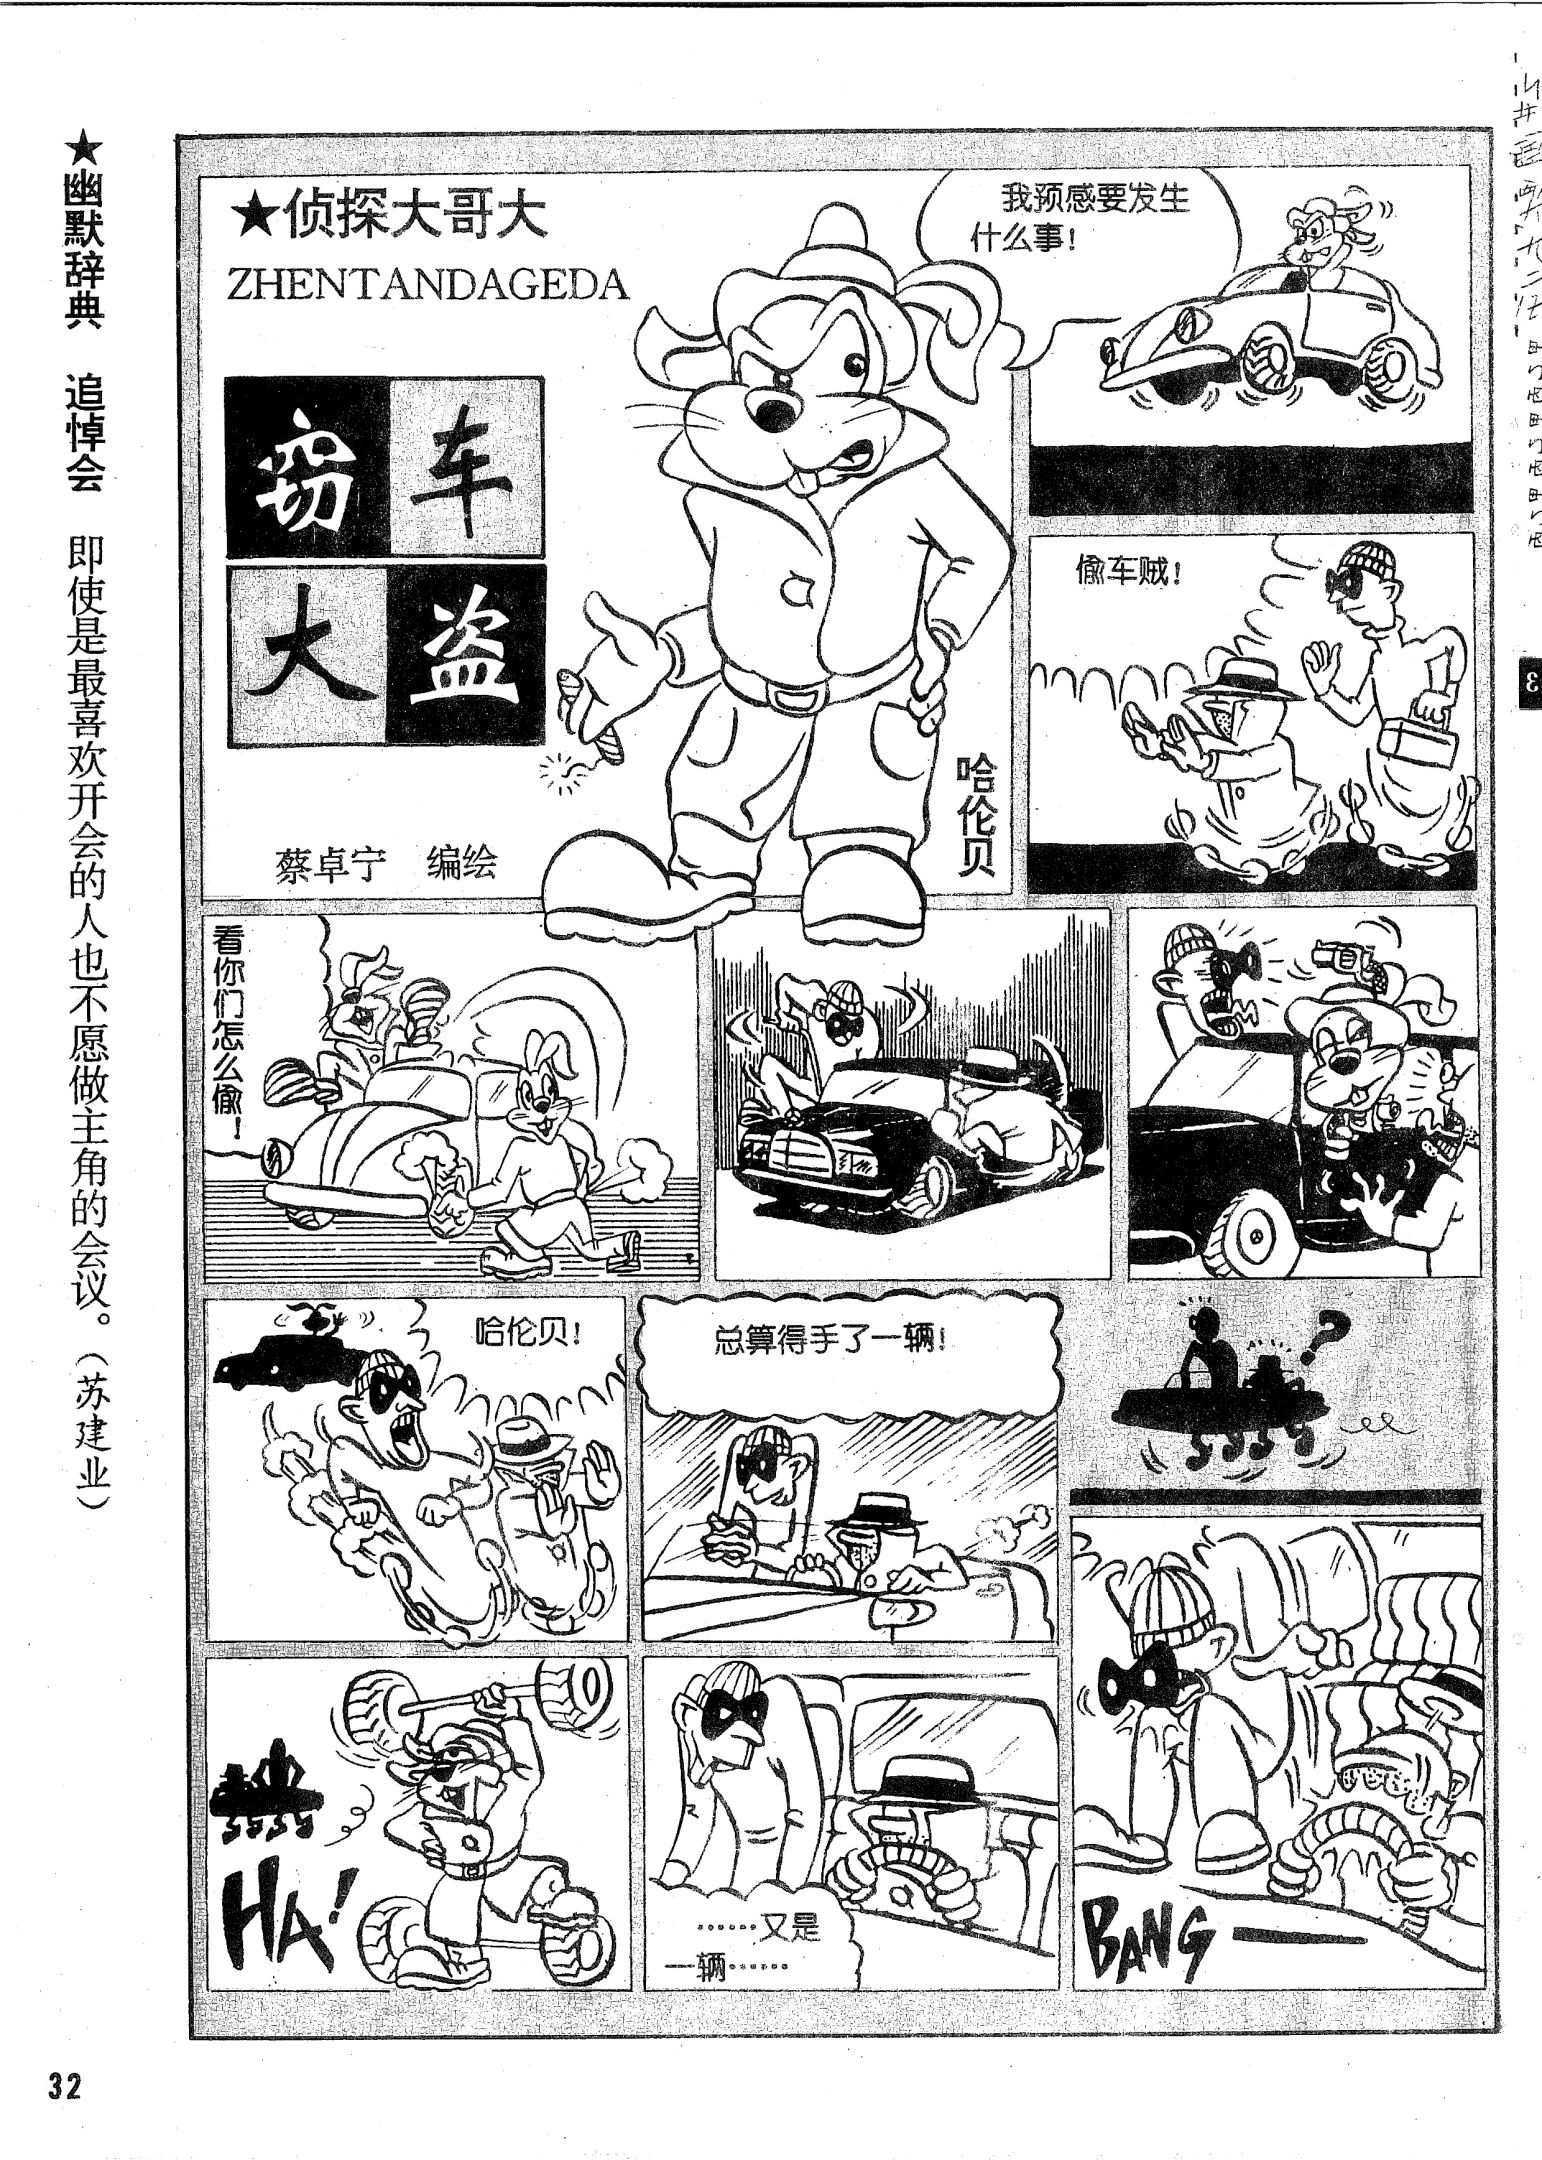 ★幽默辞典 追悼会 即使是最喜欢开会的人也不愿做主角的会议。（苏建业）
★侦探大哥大
ZHENTANDAGEDA
窃车
大盗
蔡卓宁 编绘
哈伦贝
我预感要发生
什么事！
偷车贼！
看你们怎么偷！
哈伦贝！
总算得手了一辆！
?
HA!
……又是
一辆……
BANG
32